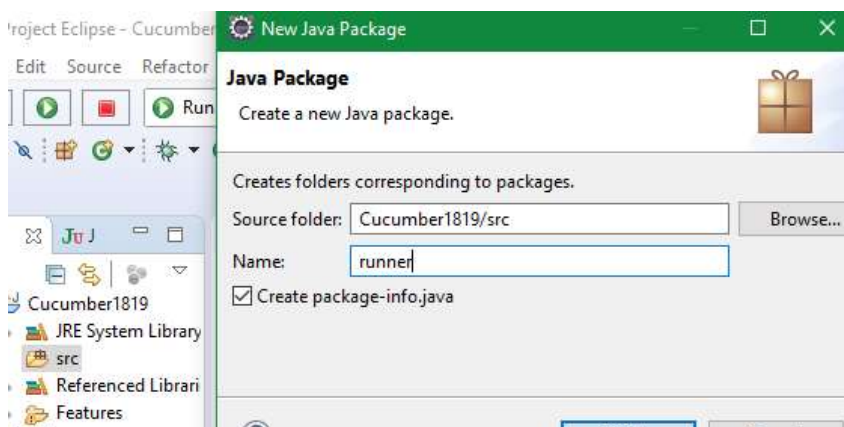 Project Eclipse - Cucumber
New Java Package
Edit Source Refactor
Java Package
Create a new Java package.
Run
Creates folders corresponding to packages.
Source folder: Cucumber1819/src Browse...
Name: runner
Create package-info.java
JU J
Cucumber1819
JRE System Library
src
Referenced Librari
Features